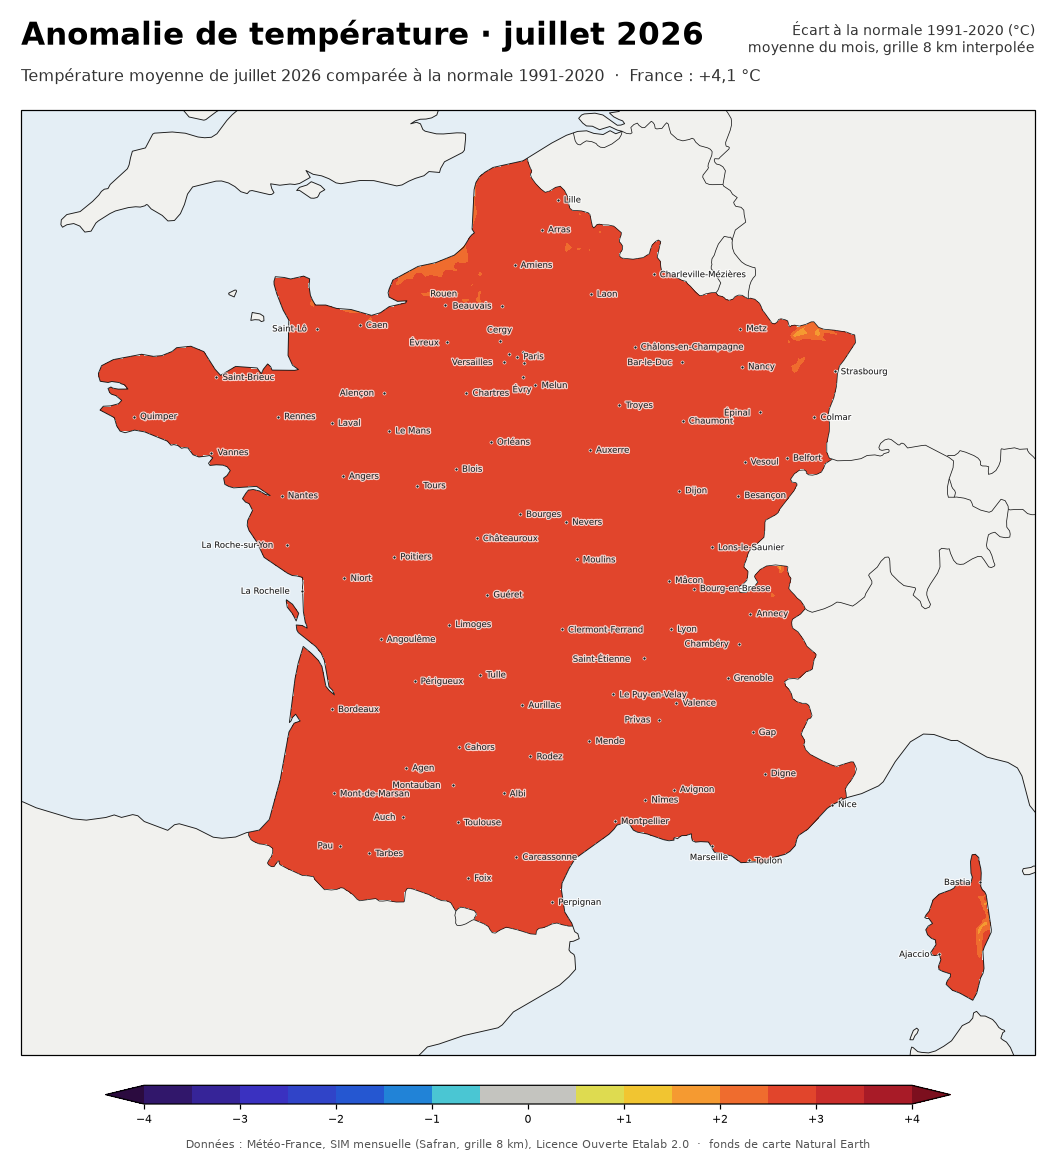 Anomalie de température · juillet 2026
Écart à la normale 1991-2020 (°C)
moyenne du mois, grille 8 km interpolée
Température moyenne de juillet 2026 comparée à la normale 1991-2020 · France : +4,1 °C
Lille
Arras
Amiens
Charleville-Mézières
Rouen
Beauvais
Laon
Saint-Lô
Caen
Cergy
Metz
Évreux
Châlons-en-Champagne
Versailles
Paris
Bar-le-Duc
Nancy
Strasbourg
Saint-Brieuc
Alençon
Chartres
Évry
Melun
Troyes
Épinal
Quimper
Rennes
Laval
Chaumont
Colmar
Le Mans
Orléans
Vannes
Auxerre
Vesoul
Belfort
Blois
Angers
Tours
Dijon
Besançon
Nantes
Bourges
Nevers
La Roche-sur-Yon
Châteauroux
Lons-le-Saunier
Poitiers
Moulins
Niort
Mâcon
Bourg-en-Bresse
La Rochelle
Guéret
Annecy
Limoges
Clermont-Ferrand
Lyon
Angoulême
Chambéry
Saint-Étienne
Périgueux
Tulle
Grenoble
Le Puy-en-Velay
Valence
Bordeaux
Aurillac
Privas
Gap
Cahors
Mende
Rodez
Agen
Digne
Montauban
Mont-de-Marsan
Albi
Avignon
Nîmes
Nice
Auch
Toulouse
Montpellier
Pau
Tarbes
Carcassonne
Marseille
Toulon
Foix
Bastia
Perpignan
Ajaccio
−4 −3 −2 −1 0 +1 +2 +3 +4
Données : Météo-France, SIM mensuelle (Safran, grille 8 km), Licence Ouverte Etalab 2.0 · fonds de carte Natural Earth